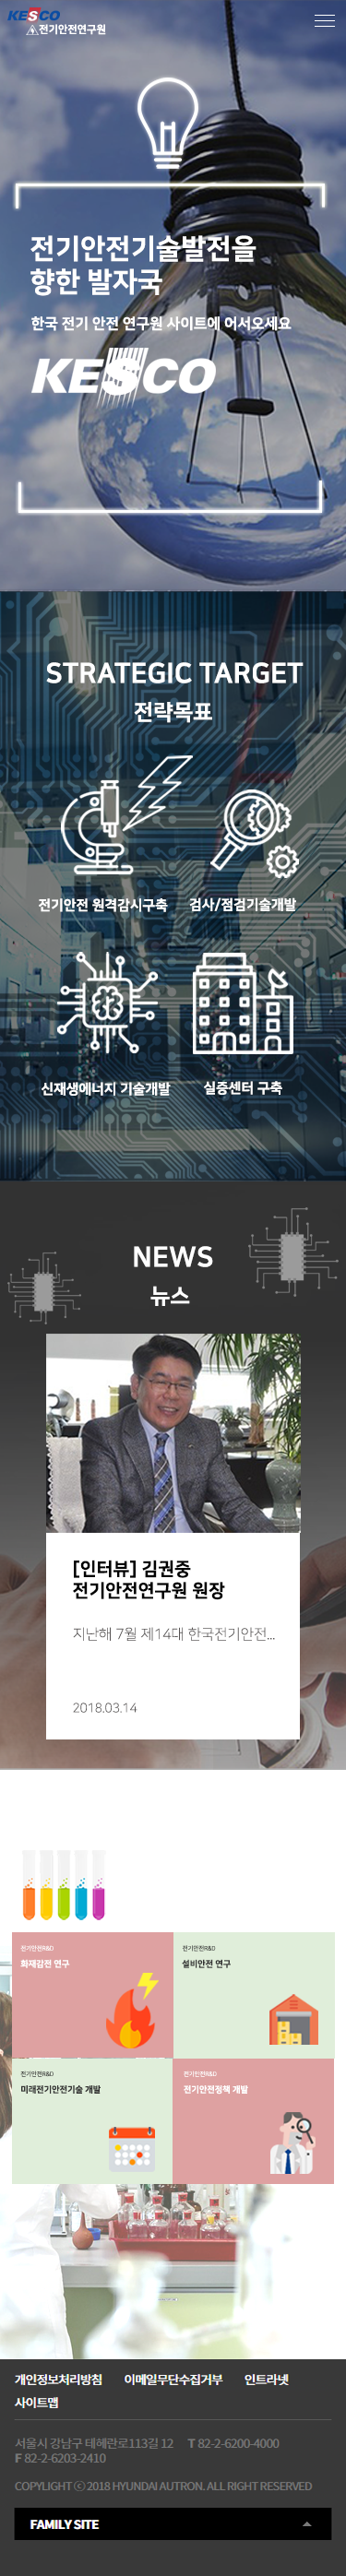 KESCO
전기안전연구원
전기안전기술발전을
향한 발자국
한국 전기 안전 연구원 사이트에 어서오세요
KESCO
STRATEGIC TARGET
전략목표
전기안전 원격감시구축
검사/점검기술개발
신재생에너지 기술개발
실증센터 구축
NEWS
뉴스
[인터뷰] 김권중
전기안전연구원 원장
지난해 7월 제14대 한국전기안전...
2018.03.14
전기안전R&D
화재감전 연구
전기안전R&D
설비안전 연구
전기안전R&D
미래전기안전기술 개발
전기안전R&D
전기안전정책 개발
개인정보처리방침 이메일무단수집거부 인트라넷
사이트맵
서울시 강남구 테헤란로113길 12 T 82-2-6200-4000
F 82-2-6203-2410
COPYLIGHT ⓒ 2018 HYUNDAI AUTRON. ALL RIGHT RESERVED
FAMILY SITE